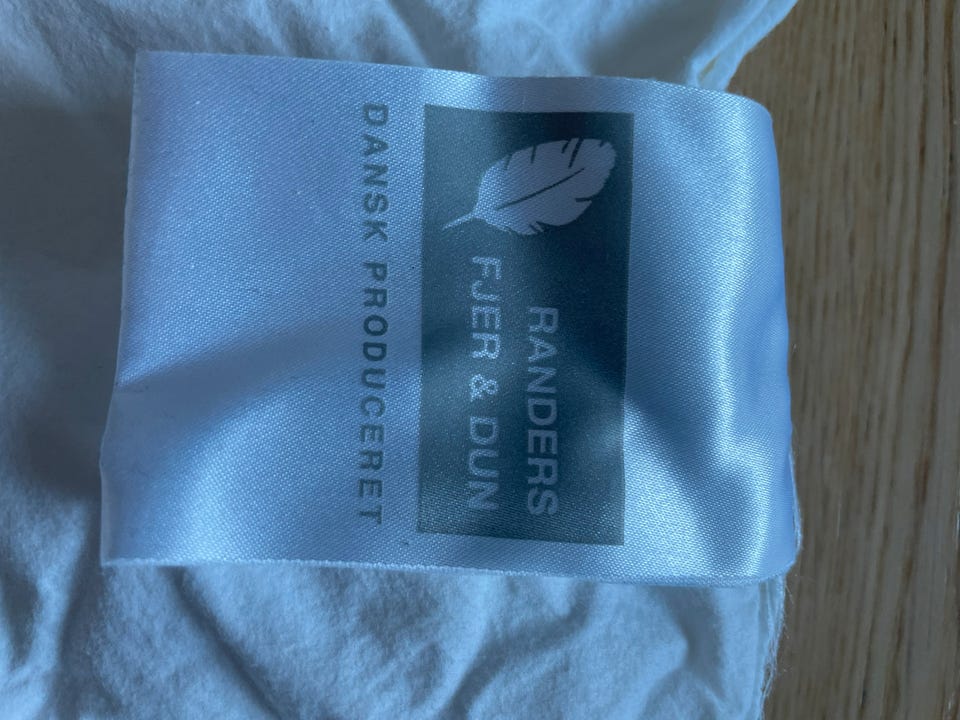 RANDERS
FJER & DUN
DANSK PRODUCERET